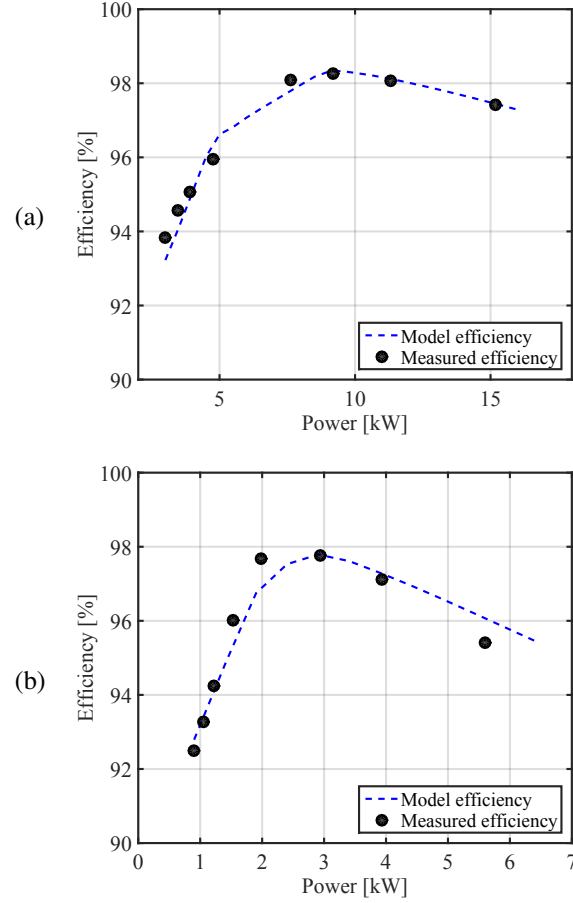 (a)
Efficiency [%]
100
98
96
94
92
90
5
10
15
Power [kW]
Model efficiency
Measured efficiency
(b)
Efficiency [%]
100
98
96
94
92
90
0
1
2
3
4
5
6
7
Power [kW]
Model efficiency
Measured efficiency